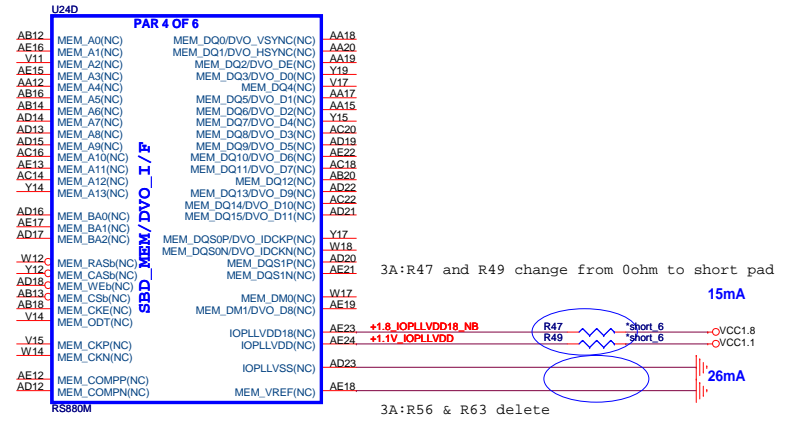 U24D
PAR 4 OF 6
AB12 MEM_A0(NC) MEM_DQ0/DVO_VSYNC(NC) AA18
AE16 MEM_A1(NC) MEM_DQ1/DVO_HSYNC(NC) AA20
V11 MEM_A2(NC) MEM_DQ2/DVO_DE(NC) AA19
AE15 MEM_A3(NC) MEM_DQ3/DVO_D0(NC) Y19
AA12 MEM_A4(NC) MEM_DQ4(NC) V17
AB16 MEM_A5(NC) MEM_DQ5/DVO_D1(NC) AA17
AB14 MEM_A6(NC) MEM_DQ6/DVO_D2(NC) AA15
AD14 MEM_A7(NC) MEM_DQ7/DVO_D4(NC) Y15
AD13 MEM_A8(NC) MEM_DQ8/DVO_D3(NC) AC20
AD15 MEM_A9(NC) MEM_DQ9/DVO_D5(NC) AD19
AC16 MEM_A10(NC) MEM_DQ10/DVO_D6(NC) AE22
AE13 MEM_A11(NC) MEM_DQ11/DVO_D7(NC) AC18
AC14 MEM_A12(NC) MEM_DQ12(NC) AB20
Y14 MEM_A13(NC) MEM_DQ13/DVO_D9(NC) AD22
MEM_DQ14/DVO_D10(NC) AC22
AD16 MEM_BA0(NC) MEM_DQ15/DVO_D11(NC) AD21
AE17 MEM_BA1(NC)
AD17 MEM_BA2(NC) MEM_DQS0P/DVO_IDCKP(NC) Y17
MEM_DQS0N/DVO_IDCKN(NC) W18
W12 MEM_RASb(NC) MEM_DQS1P(NC) AD20
Y12 MEM_CASb(NC) MEM_DQS1N(NC) AE21
AD18 MEM_WEb(NC)
AB13 MEM_CSb(NC) MEM_DM0(NC) W17
AB18 MEM_CKE(NC) MEM_DM1/DVO_D8(NC) AE19
V14 MEM_ODT(NC)
SBD_MEM/DVO_I/F
3A:R47 and R49 change from 0ohm to short pad
15mA
IOPLLVDD18(NC) AE23 +1.8_IOPLLVDD18_NB R47 *short_6 VCC1.8
V15 MEM_CKP(NC) IOPLLVDD(NC) AE24 +1.1V_IOPLLVDD R49 *short_6 VCC1.1
W14 MEM_CKN(NC)
IOPLLVSS(NC) AD23
26mA
AE12 MEM_COMPP(NC)
AD12 MEM_COMPN(NC) MEM_VREF(NC) AE18
RS880M
3A:R56 & R63 delete